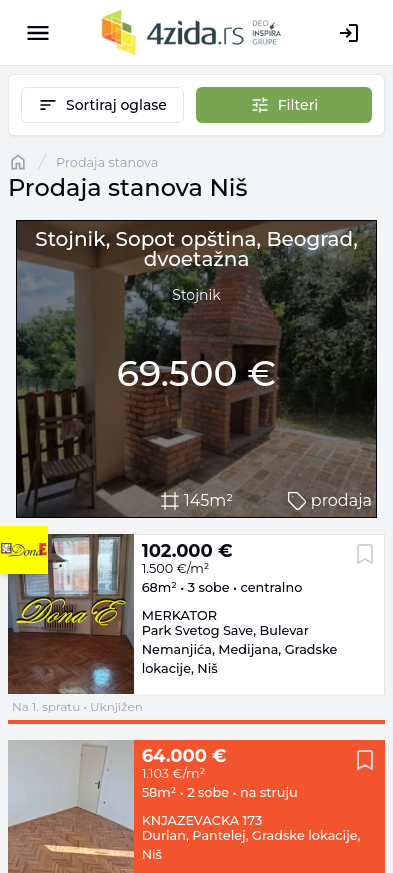 4zida.rs
DEO
INSPIRA
GRUPE
Sortiraj oglase
Filteri
/ Prodaja stanova
Prodaja stanova Niš
Stojnik, Sopot opština, Beograd,
dvoetažna
Stojnik
69.500 €
145m²
prodaja
Dona E
102.000 €
1.500 €/m²
68m² • 3 sobe • centralno
MERKATOR
Park Svetog Save, Bulevar
Nemanjića, Medijana, Gradske
lokacije, Niš
Dona E
Na 1. spratu • Uknjižen
64.000 €
1.103 €/m²
58m² • 2 sobe • na struju
KNJAZEVACKA 173
Durlan, Pantelej, Gradske lokacije,
Niš